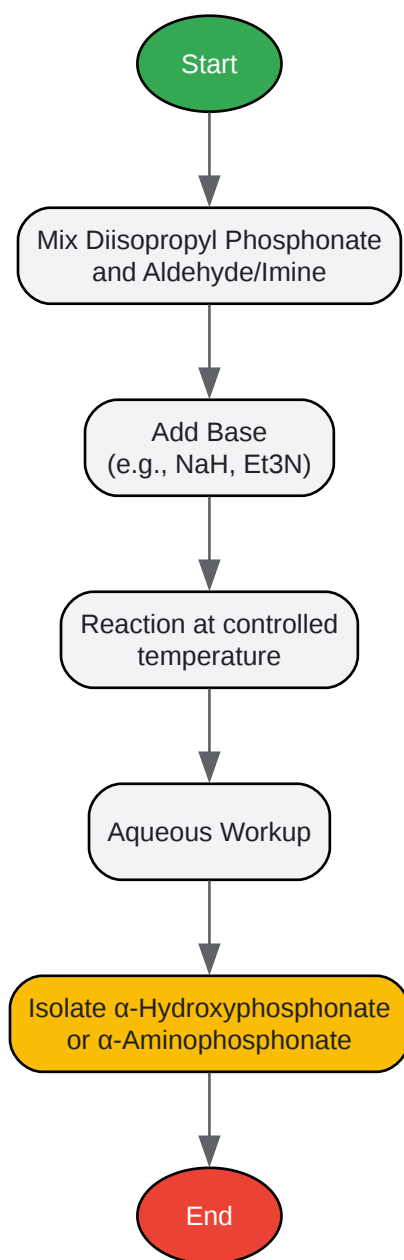 Start
Mix Diisopropyl Phosphonate
and Aldehyde/Imine
Add Base
(e.g., NaH, Et3N)
Reaction at controlled
temperature
Aqueous Workup
Isolate α-Hydroxyphosphonate
or α-Aminophosphonate
End